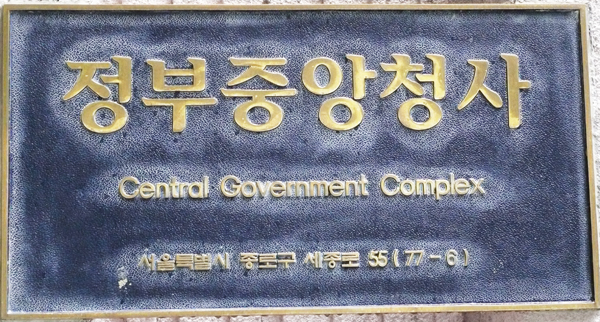 정부중앙청사
Central Government Complex
서울특별시 종로구 세종로 55 (77-6)